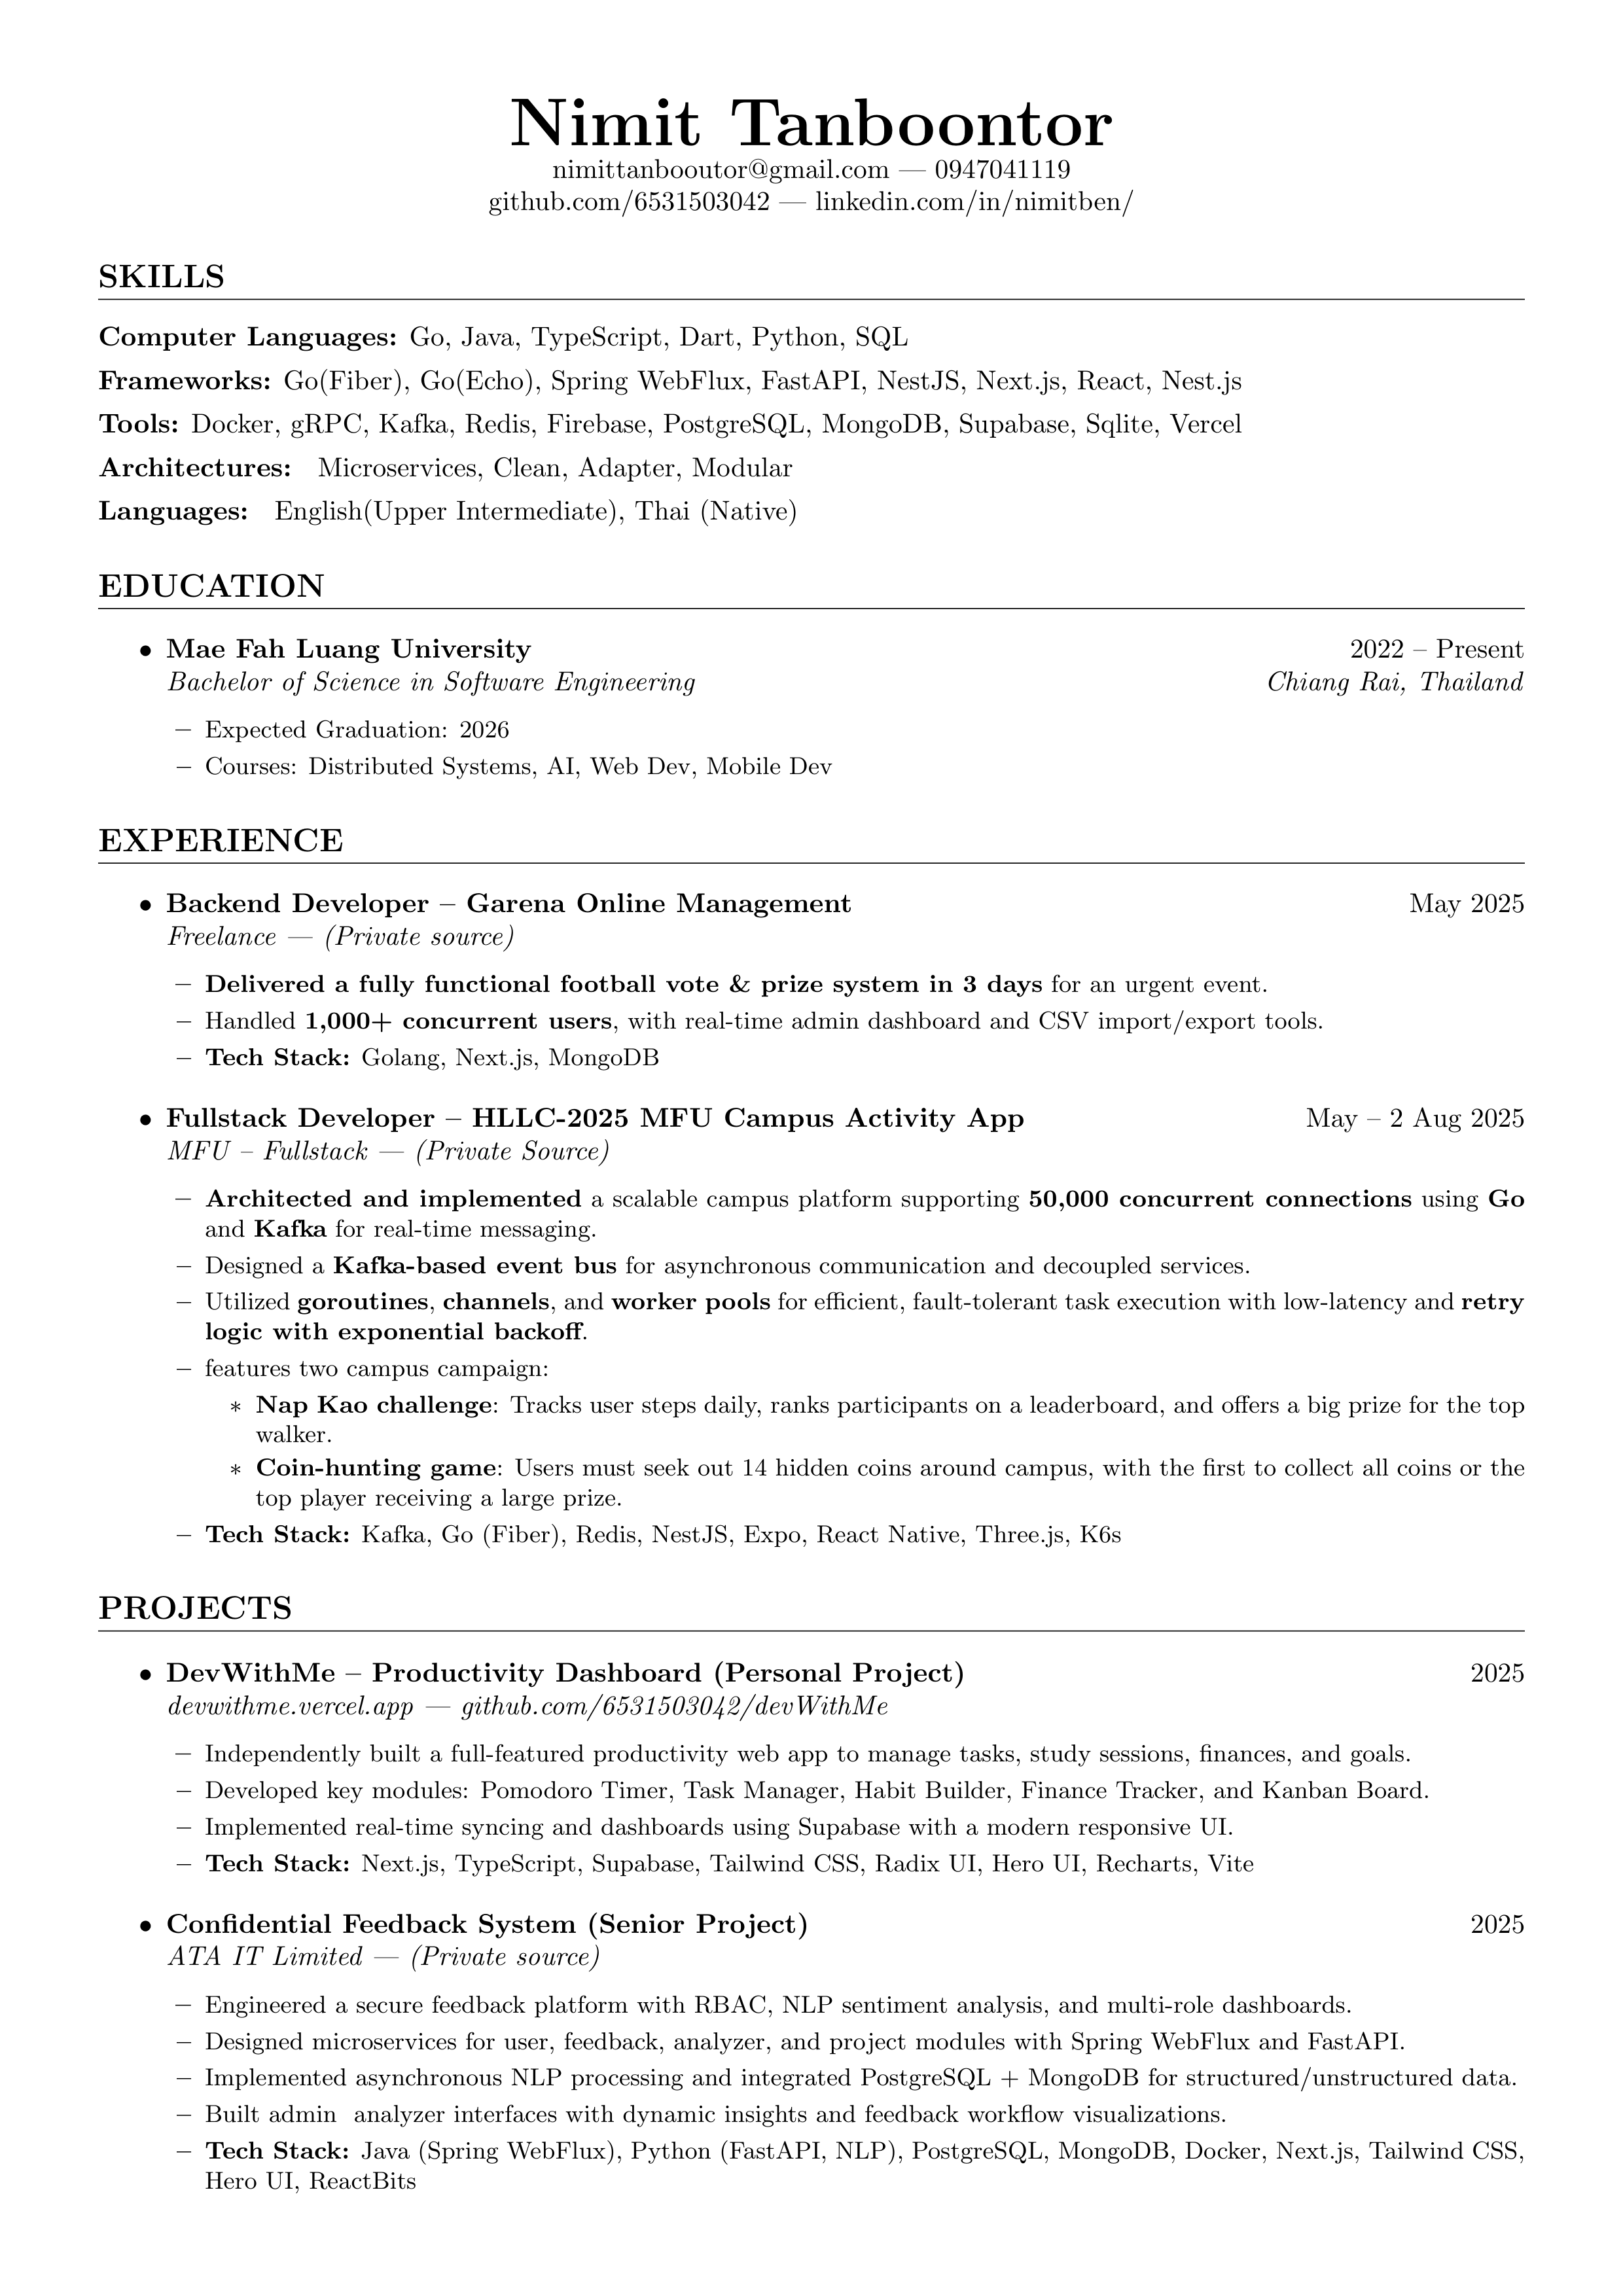 Nimit Tanboontor
nimittanbooutor@gmail.com — 0947041119
github.com/6531503042 — linkedin.com/in/nimitben/
SKILLS
Computer Languages: Go, Java, TypeScript, Dart, Python, SQL
Frameworks: Go(Fiber), Go(Echo), Spring WebFlux, FastAPI, NestJS, Next.js, React, Nest.js
Tools: Docker, gRPC, Kafka, Redis, Firebase, PostgreSQL, MongoDB, Supabase, Sqlite, Vercel
Architectures: Microservices, Clean, Adapter, Modular
Languages: English(Upper Intermediate), Thai (Native)
EDUCATION
• Mae Fah Luang University 2022 – Present
Bachelor of Science in Software Engineering Chiang Rai, Thailand
– Expected Graduation: 2026
– Courses: Distributed Systems, AI, Web Dev, Mobile Dev
EXPERIENCE
• Backend Developer – Garena Online Management May 2025
Freelance — (Private source)
– Delivered a fully functional football vote & prize system in 3 days for an urgent event.
– Handled 1,000+ concurrent users, with real-time admin dashboard and CSV import/export tools.
– Tech Stack: Golang, Next.js, MongoDB
• Fullstack Developer – HLLC-2025 MFU Campus Activity App May – 2 Aug 2025
MFU – Fullstack — (Private Source)
– Architected and implemented a scalable campus platform supporting 50,000 concurrent connections using Go
and Kafka for real-time messaging.
– Designed a Kafka-based event bus for asynchronous communication and decoupled services.
– Utilized goroutines, channels, and worker pools for efficient, fault-tolerant task execution with low-latency and retry
logic with exponential backoff.
– features two campus campaign:
∗ Nap Kao challenge: Tracks user steps daily, ranks participants on a leaderboard, and offers a big prize for the top
walker.
∗ Coin-hunting game: Users must seek out 14 hidden coins around campus, with the first to collect all coins or the
top player receiving a large prize.
– Tech Stack: Kafka, Go (Fiber), Redis, NestJS, Expo, React Native, Three.js, K6s
PROJECTS
• DevWithMe – Productivity Dashboard (Personal Project) 2025
devwithme.vercel.app — github.com/6531503042/devWithMe
– Independently built a full-featured productivity web app to manage tasks, study sessions, finances, and goals.
– Developed key modules: Pomodoro Timer, Task Manager, Habit Builder, Finance Tracker, and Kanban Board.
– Implemented real-time syncing and dashboards using Supabase with a modern responsive UI.
– Tech Stack: Next.js, TypeScript, Supabase, Tailwind CSS, Radix UI, Hero UI, Recharts, Vite
• Confidential Feedback System (Senior Project) 2025
ATA IT Limited — (Private source)
– Engineered a secure feedback platform with RBAC, NLP sentiment analysis, and multi-role dashboards.
– Designed microservices for user, feedback, analyzer, and project modules with Spring WebFlux and FastAPI.
– Implemented asynchronous NLP processing and integrated PostgreSQL + MongoDB for structured/unstructured data.
– Built admin analyzer interfaces with dynamic insights and feedback workflow visualizations.
– Tech Stack: Java (Spring WebFlux), Python (FastAPI, NLP), PostgreSQL, MongoDB, Docker, Next.js, Tailwind CSS,
Hero UI, ReactBits